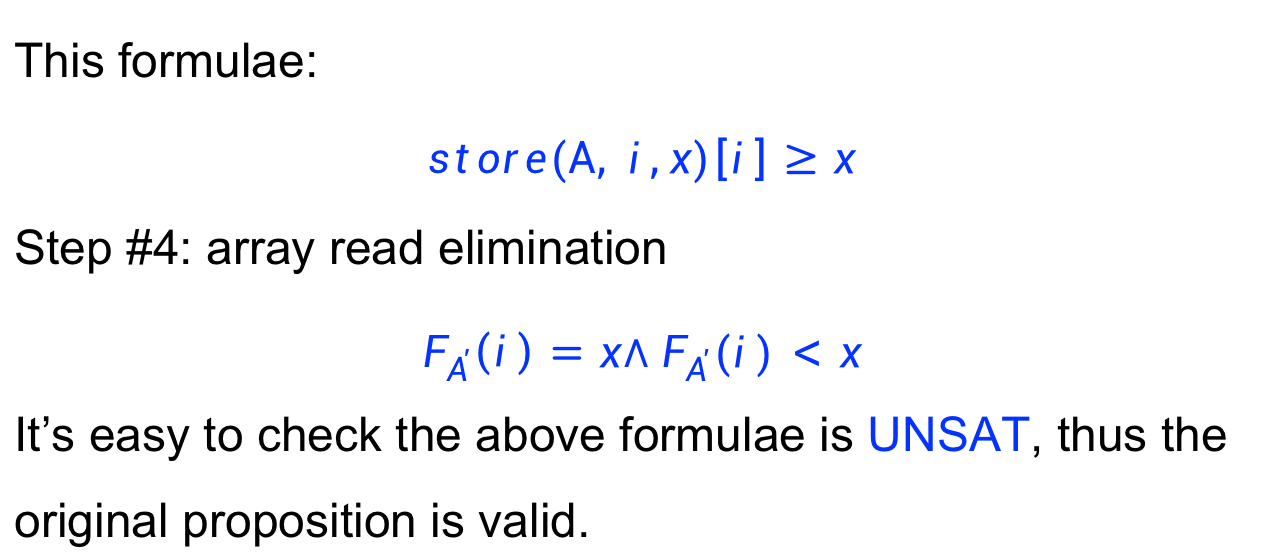 This formulae:
store(A, i,x)[i] ≥ x
Step #4: array read elimination
F_A′(i) = x∧ F_A′(i) < x
It’s easy to check the above formulae is UNSAT, thus the
original proposition is valid.